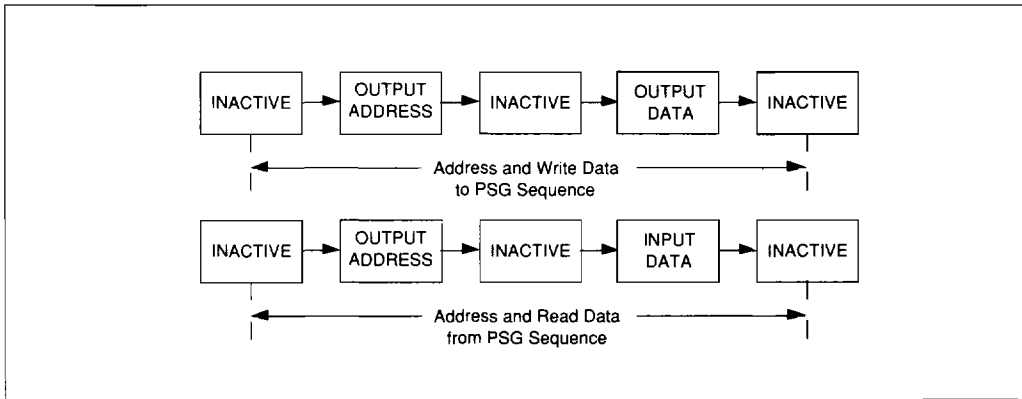 INACTIVE
OUTPUT
ADDRESS
INACTIVE
OUTPUT
DATA
INACTIVE
Address and Write Data
to PSG Sequence
INACTIVE
OUTPUT
ADDRESS
INACTIVE
INPUT
DATA
INACTIVE
Address and Read Data
from PSG Sequence